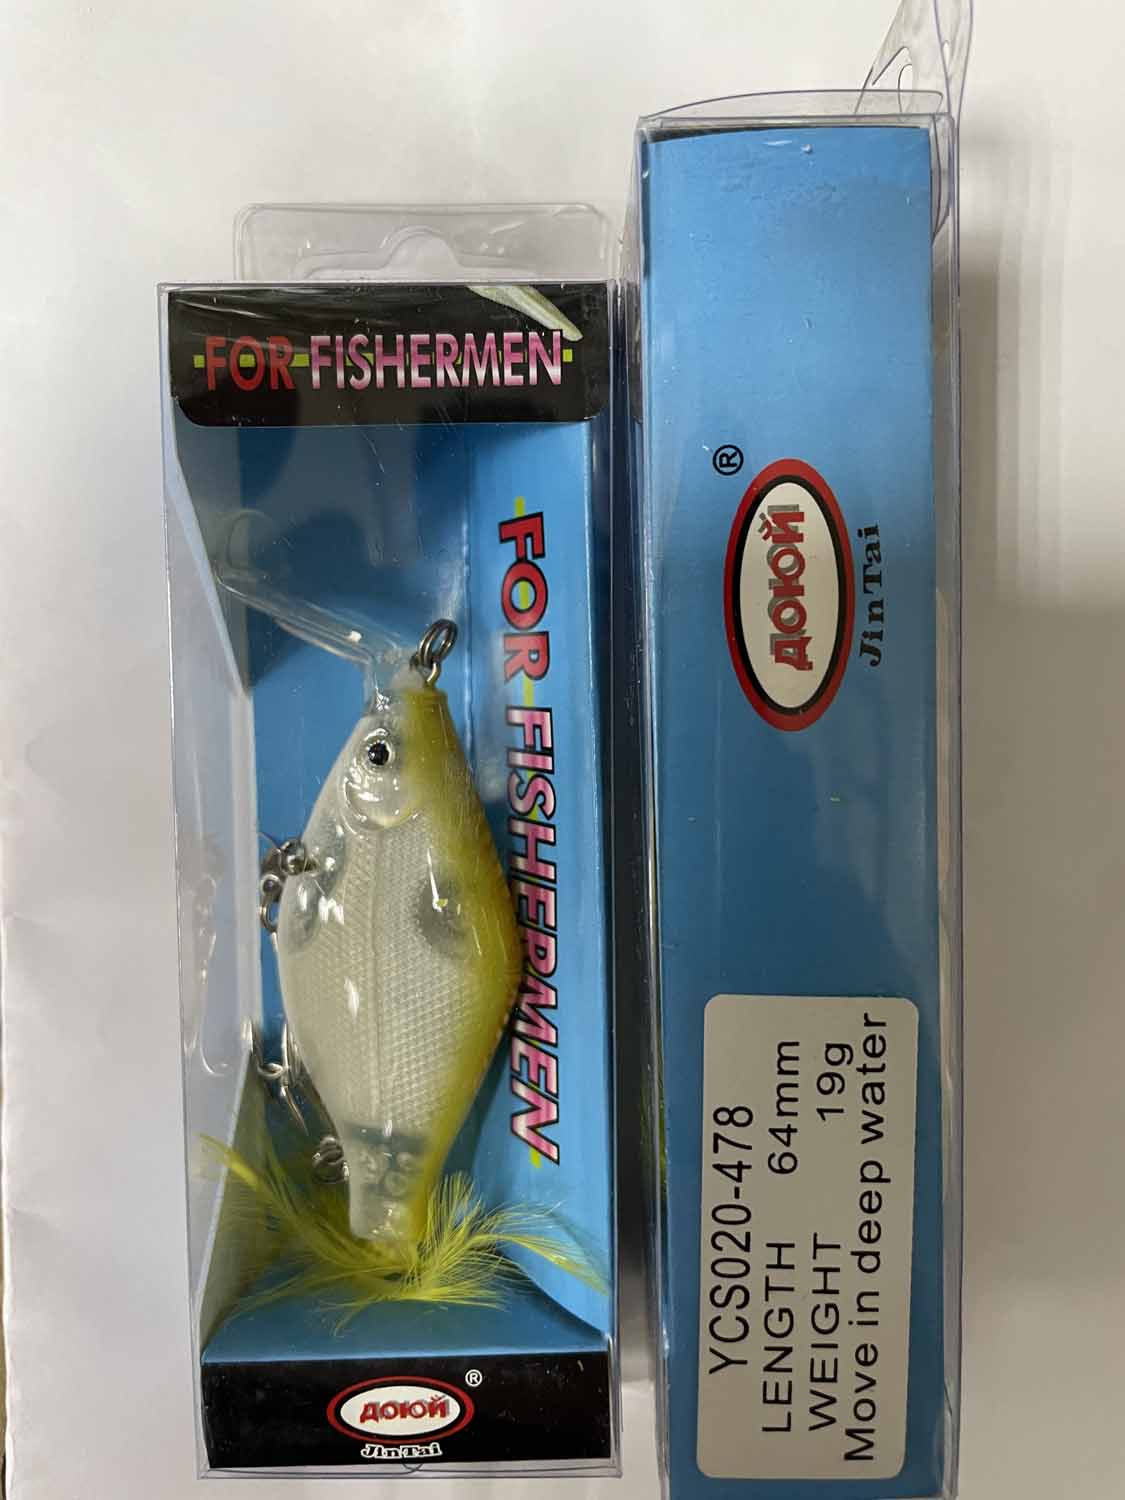 FOR FISHERMEN
FOR FISHERMEN
®
ДОЮЙ
JinTai
®
ДОЮЙ
JinTai
YCS020-478
LENGTH 64mm
WEIGHT 19g
Move in deep water